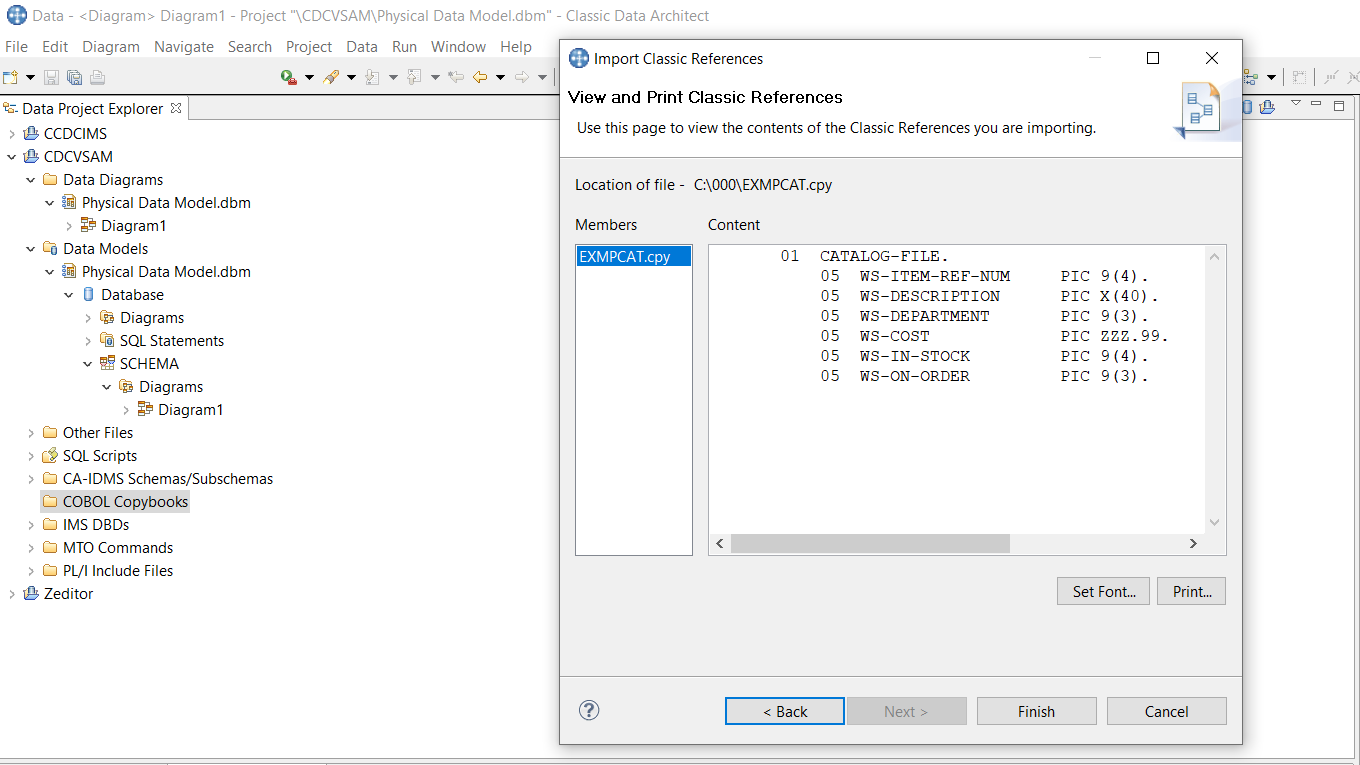 Data - <Diagram> Diagram1 - Project "\CDCVSAM\Physical Data Model.dbm" - Classic Data Architect
File Edit Diagram Navigate Search Project Data Run Window Help
Data Project Explorer
CCDCIMS
CDCVSAM
Data Diagrams
Physical Data Model.dbm
Diagram1
Data Models
Physical Data Model.dbm
Database
Diagrams
SQL Statements
SCHEMA
Diagrams
Diagram1
Other Files
SQL Scripts
CA-IDMS Schemas/Subschemas
COBOL Copybooks
IMS DBDs
MTO Commands
PL/I Include Files
Zeditor
Import Classic References
View and Print Classic References
Use this page to view the contents of the Classic References you are importing.
Location of file - C:\000\EXMPCAT.cpy
Members Content
EXMPCAT.cpy
01 CATALOG-FILE.
05 WS-ITEM-REF-NUM PIC 9(4).
05 WS-DESCRIPTION PIC X(40).
05 WS-DEPARTMENT PIC 9(3).
05 WS-COST PIC ZZZ.99.
05 WS-IN-STOCK PIC 9(4).
05 WS-ON-ORDER PIC 9(3).
Set Font... Print...
? < Back Next > Finish Cancel